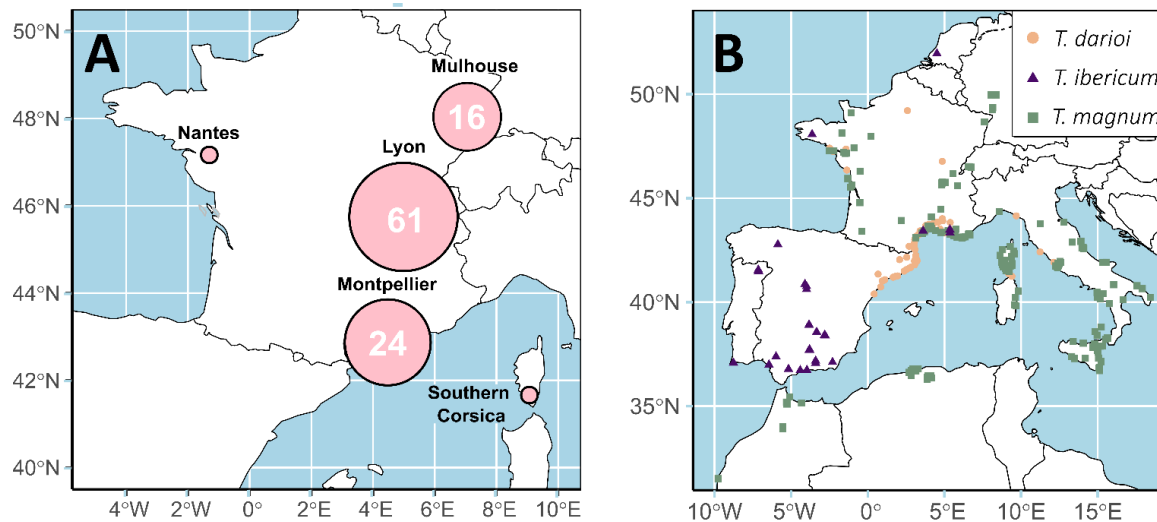 A
50°N
48°N
46°N
44°N
42°N
40°N
4°W 2°W 0° 2°E 4°E 6°E 8°E 10°E
Mulhouse
16
Nantes
Lyon
61
Montpellier
24
Southern
Corsica
B
T. darioi
T. ibericum
T. magnum
50°N
45°N
40°N
35°N
10°W 5°W 0° 5°E 10°E 15°E